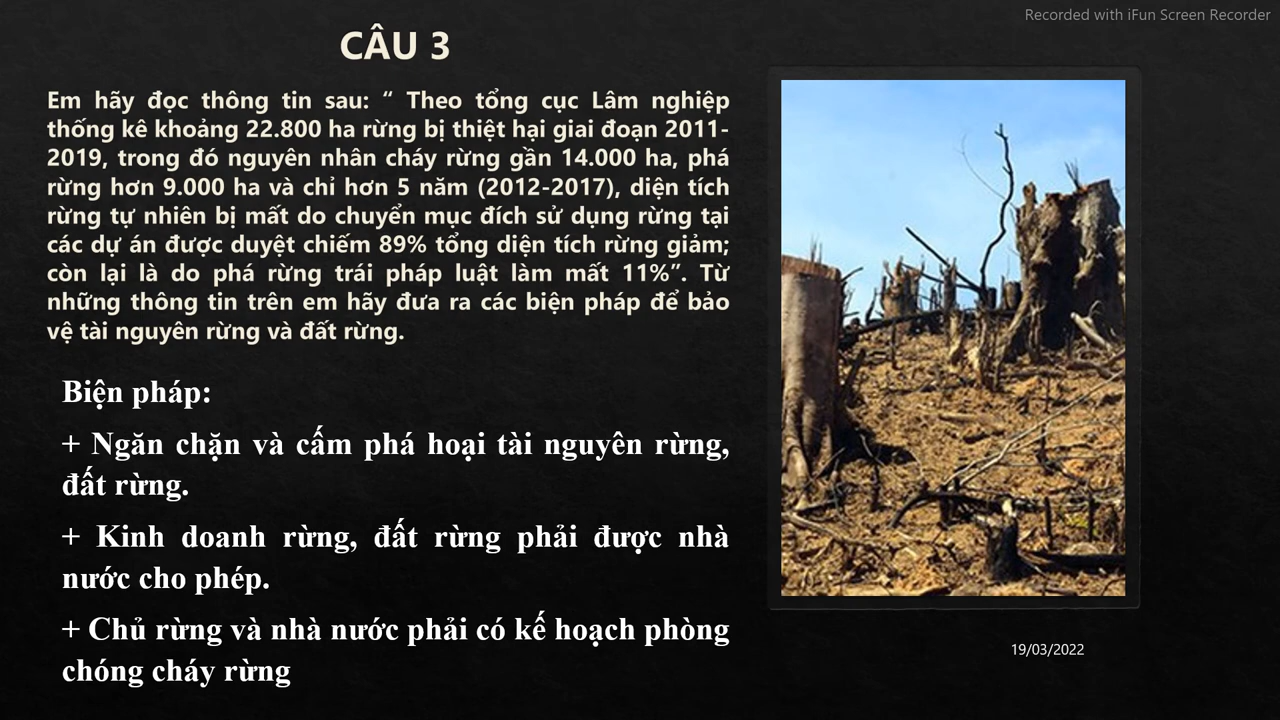 Recorded with iFun Screen Recorder
CÂU 3
Em hãy đọc thông tin sau: “ Theo tổng cục Lâm nghiệp
thống kê khoảng 22.800 ha rừng bị thiệt hại giai đoạn 2011-
2019, trong đó nguyên nhân cháy rừng gần 14.000 ha, phá
rừng hơn 9.000 ha và chỉ hơn 5 năm (2012-2017), diện tích
rừng tự nhiên bị mất do chuyển mục đích sử dụng rừng tại
các dự án được duyệt chiếm 89% tổng diện tích rừng giảm;
còn lại là do phá rừng trái pháp luật làm mất 11%”. Từ
những thông tin trên em hãy đưa ra các biện pháp để bảo
vệ tài nguyên rừng và đất rừng.
Biện pháp:
+ Ngăn chặn và cấm phá hoại tài nguyên rừng,
đất rừng.
+ Kinh doanh rừng, đất rừng phải được nhà
nước cho phép.
+ Chủ rừng và nhà nước phải có kế hoạch phòng
chóng cháy rừng
19/03/2022